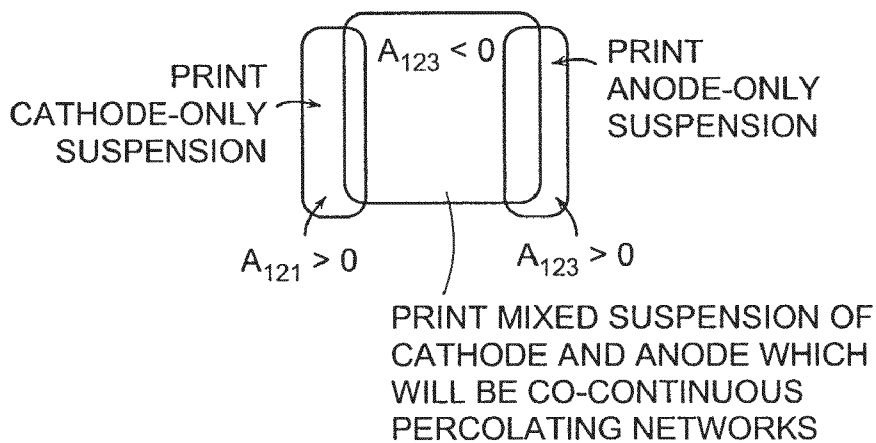 PRINT
CATHODE-ONLY
SUSPENSION
A₁₂₃ < 0
PRINT
ANODE-ONLY
SUSPENSION
A₁₂₁ > 0
A₁₂₃ > 0
PRINT MIXED SUSPENSION OF
CATHODE AND ANODE WHICH
WILL BE CO-CONTINUOUS
PERCOLATING NETWORKS